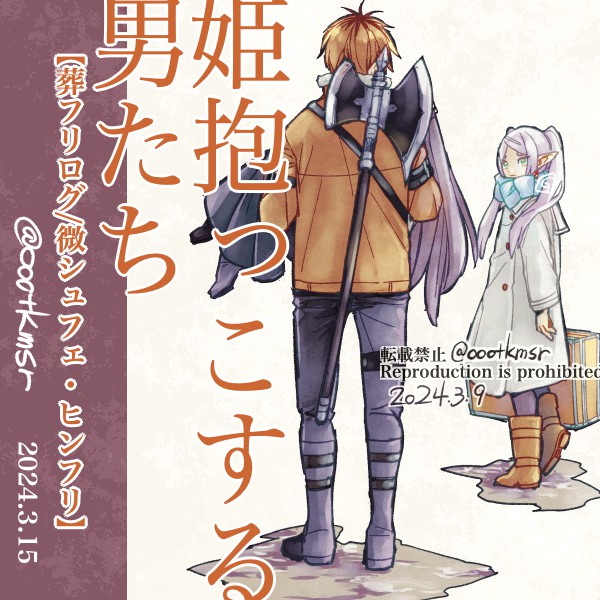 姫抱っこする
男たち
【葬フリログ/微シュフェ・ヒンフリ】
@oootkmsr
2024.3.15
転載禁止 @oootkmsr
Reproduction is prohibited
2024.3.9